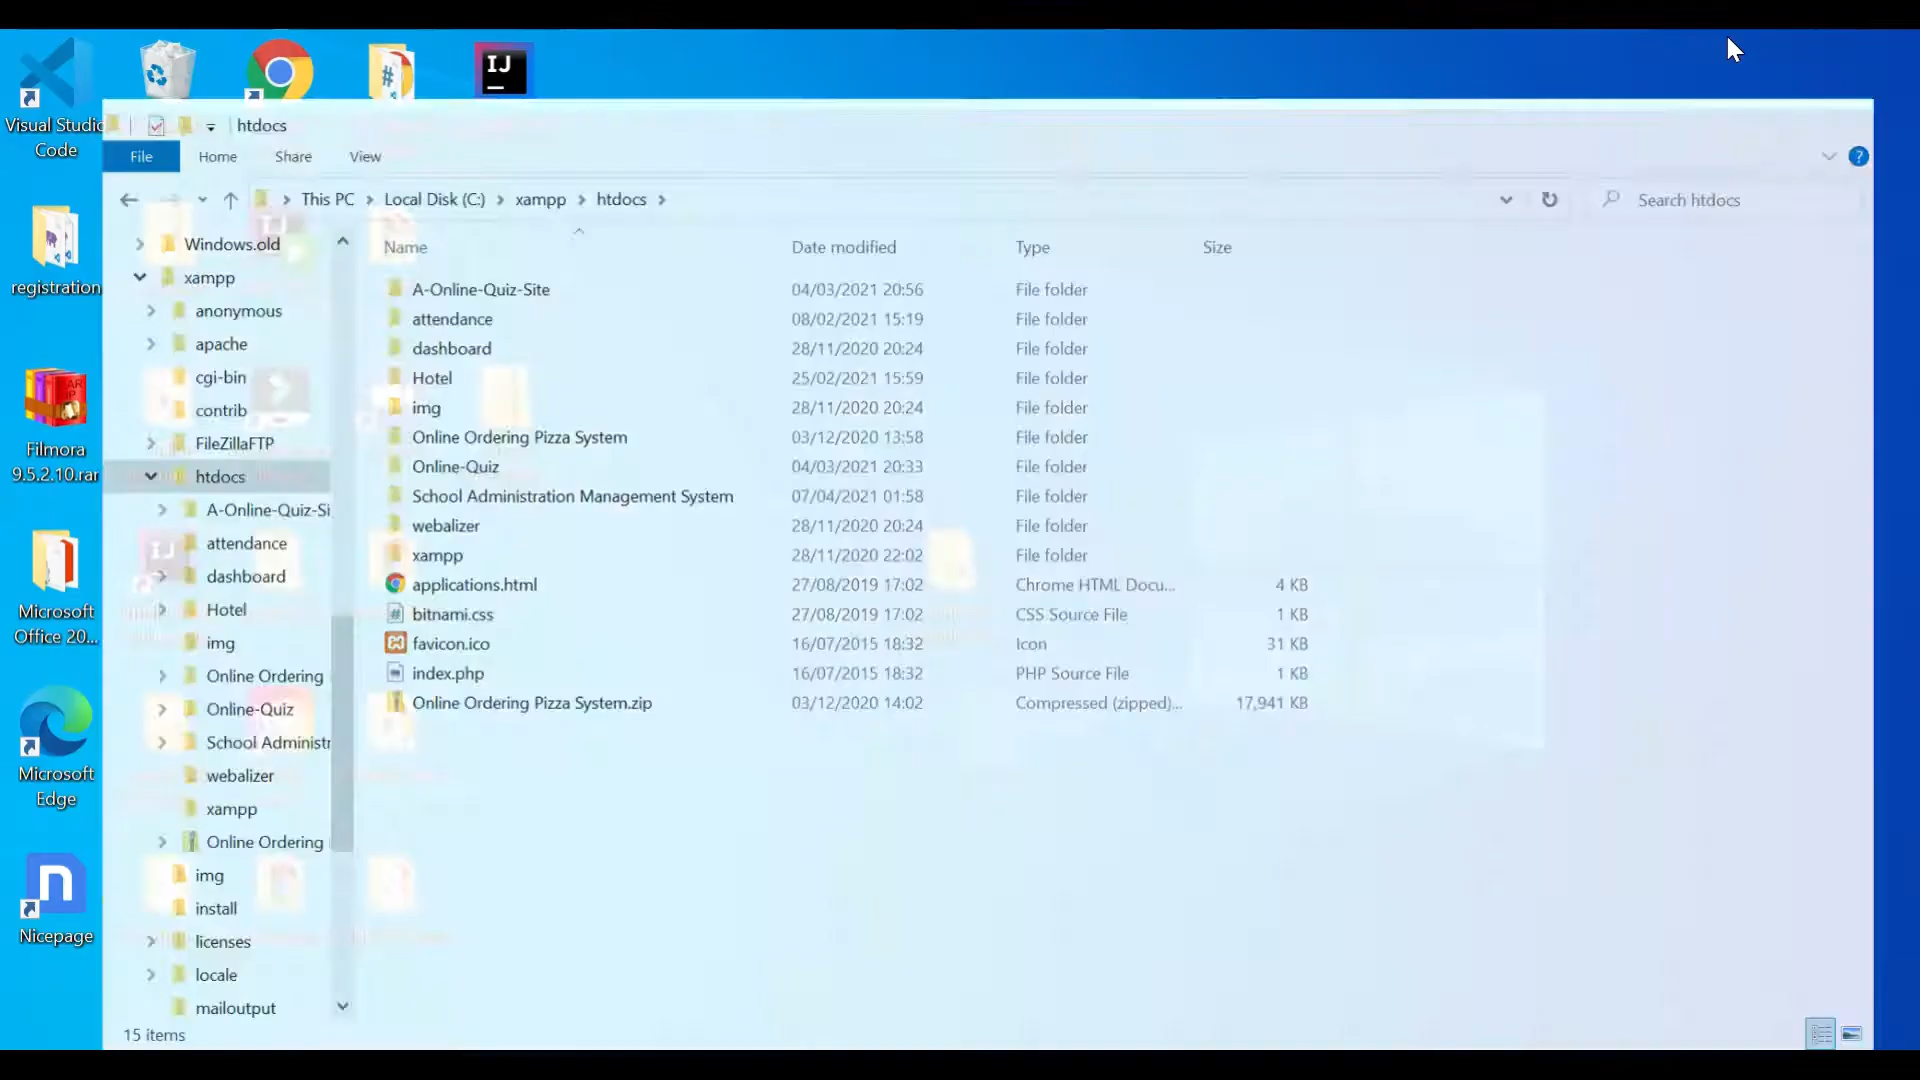 IJ
Visual Studio
Code
registration
Filmora
9.5.2.10.rar
Microsoft
Office 20...
Microsoft
Edge
Nicepage
htdocs
File Home Share View
This PC Local Disk (C:) xampp htdocs
Search htdocs
Windows.old
xampp
anonymous
apache
cgi-bin
contrib
FileZillaFTP
htdocs
A-Online-Quiz-Si
attendance
dashboard
Hotel
img
Online Ordering
Online-Quiz
School Administr
webalizer
xampp
Online Ordering
img
install
licenses
locale
mailoutput
Name Date modified Type Size
A-Online-Quiz-Site 04/03/2021 20:56 File folder
attendance 08/02/2021 15:19 File folder
dashboard 28/11/2020 20:24 File folder
Hotel 25/02/2021 15:59 File folder
img 28/11/2020 20:24 File folder
Online Ordering Pizza System 03/12/2020 13:58 File folder
Online-Quiz 04/03/2021 20:33 File folder
School Administration Management System 07/04/2021 01:58 File folder
webalizer 28/11/2020 20:24 File folder
xampp 28/11/2020 22:02 File folder
applications.html 27/08/2019 17:02 Chrome HTML Docu... 4 KB
bitnami.css 27/08/2019 17:02 CSS Source File 1 KB
favicon.ico 16/07/2015 18:32 Icon 31 KB
index.php 16/07/2015 18:32 PHP Source File 1 KB
Online Ordering Pizza System.zip 03/12/2020 14:02 Compressed (zipped)... 17,941 KB
15 items